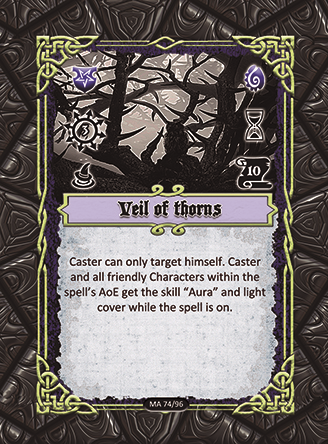 3
10
Veil of thorns
Caster can only target himself. Caster
and all friendly Characters within the
spell's AoE get the skill "Aura" and light
cover while the spell is on.
MA 74/96